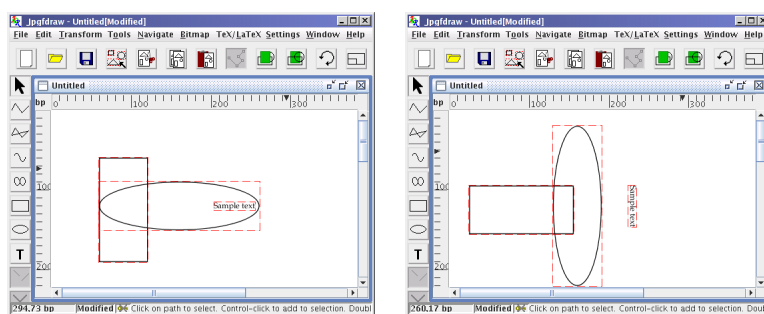 Jpgfdraw - Untitled[Modified]
File Edit Transform Tools Navigate Bitmap TeX/LaTeX Settings Window Help
Untitled
bp 0 100 200 300
100
Sample text
200
T
294,73 bp Modified Click on path to select. Control-click to add to selection. Doubl
Jpgfdraw - Untitled[Modified]
File Edit Transform Tools Navigate Bitmap TeX/LaTeX Settings Window Help
Untitled
bp 0 100 200 300
100
Sample text
200
T
260,17 bp Modified Click on path to select. Control-click to add to selection. Doubl